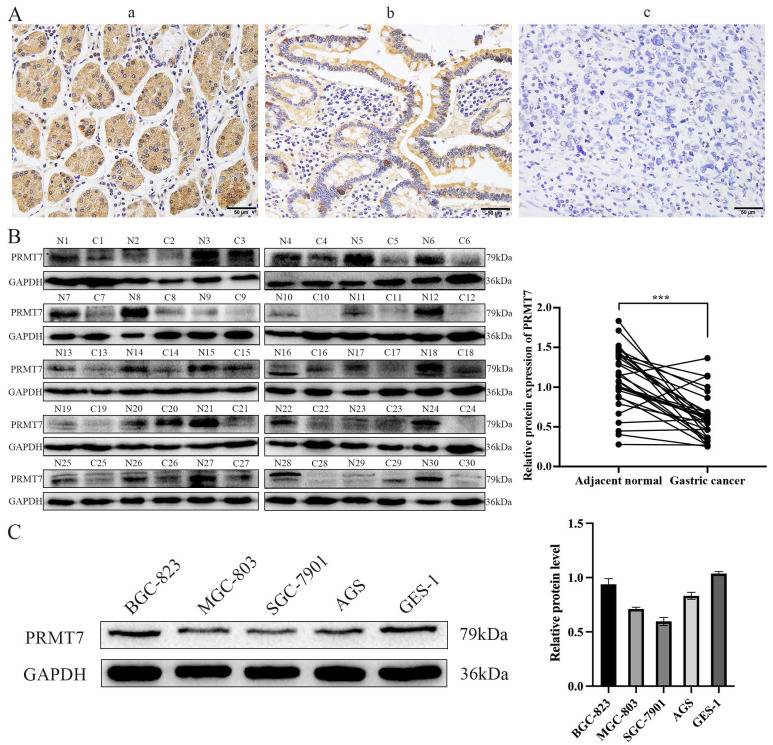 A
a
b
c
50 μm
50 μm
50 μm
B
N1 C1 N2 C2 N3 C3 N4 C4 N5 C5 N6 C6
PRMT7 79kDa
GAPDH 36kDa
N7 C7 N8 C8 N9 C9 N10 C10 N11 C11 N12 C12
PRMT7 79kDa
GAPDH 36kDa
N13 C13 N14 C14 N15 C15 N16 C16 N17 C17 N18 C18
PRMT7 79kDa
GAPDH 36kDa
N19 C19 N20 C20 N21 C21 N22 C22 N23 C23 N24 C24
PRMT7 79kDa
GAPDH 36kDa
N25 C25 N26 C26 N27 C27 N28 C28 N29 C29 N30 C30
PRMT7 79kDa
GAPDH 36kDa
Relative protein expression of PRMT7
2.0
1.5
1.0
0.5
0.0
***
Adjacent normal Gastric cancer
C
BGC-823 MGC-803 SGC-7901 AGS GES-1
PRMT7 79kDa
GAPDH 36kDa
Relative protein level
1.5
1.0
0.5
0.0
BGC-823 MGC-803 SGC-7901 AGS GES-1